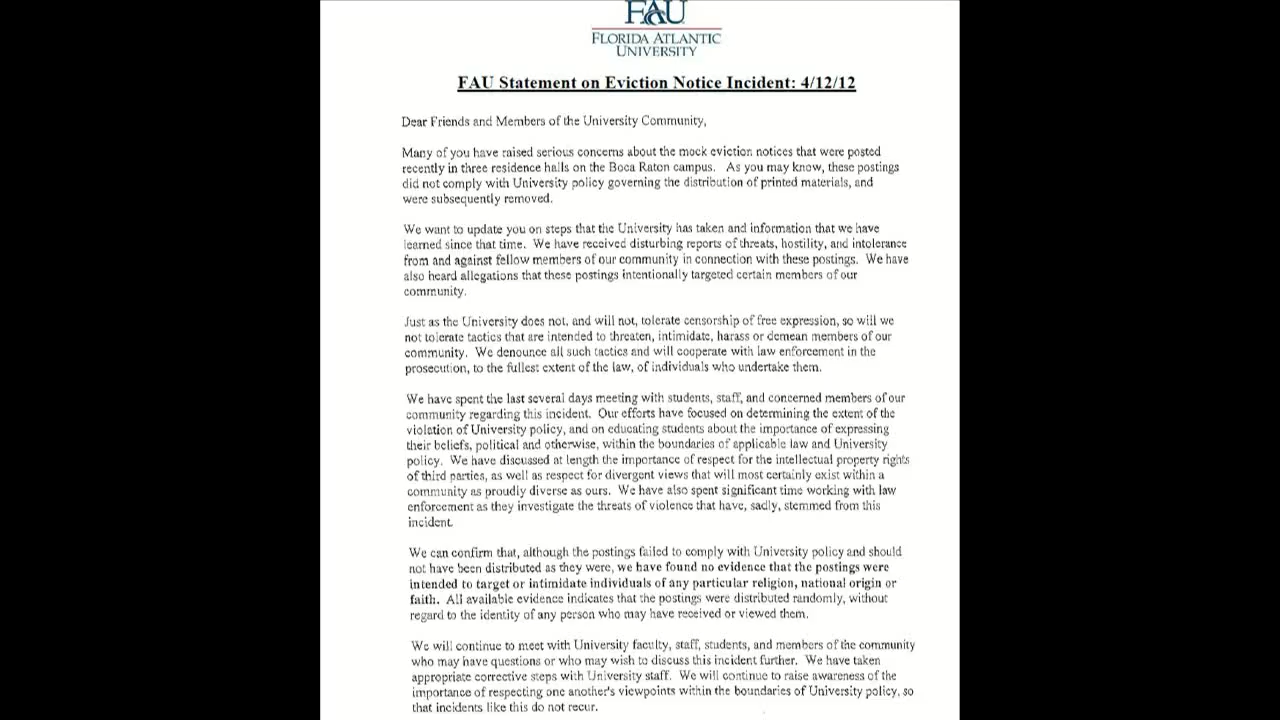 FAU
FLORIDA ATLANTIC
UNIVERSITY
FAU Statement on Eviction Notice Incident: 4/12/12
Dear Friends and Members of the University Community,
Many of you have raised serious concerns about the mock eviction notices that were posted
recently in three residence halls on the Boca Raton campus. As you may know, these postings
did not comply with University policy governing the distribution of printed materials, and
were subsequently removed.
We want to update you on steps that the University has taken and information that we have
learned since that time. We have received disturbing reports of threats, hostility, and intolerance
from and against fellow members of our community in connection with these postings. We have
also heard allegations that these postings intentionally targeted certain members of our
community.
Just as the University does not, and will not, tolerate censorship of free expression, so will we
not tolerate tactics that are intended to threaten, intimidate, harass or demean members of our
community. We denounce all such tactics and will cooperate with law enforcement in the
prosecution, to the fullest extent of the law, of individuals who undertake them.
We have spent the last several days meeting with students, staff, and concerned members of our
community regarding this incident. Our efforts have focused on determining the extent of the
violation of University policy, and on educating students about the importance of expressing
their beliefs, political and otherwise, within the boundaries of applicable law and University
policy. We have discussed at length the importance of respect for the intellectual property rights
of third parties, as well as respect for divergent views that will most certainly exist within a
community as proudly diverse as ours. We have also spent significant time working with law
enforcement as they investigate the threats of violence that have, sadly, stemmed from this
incident.
We can confirm that, although the postings failed to comply with University policy and should
not have been distributed as they were, we have found no evidence that the postings were
intended to target or intimidate individuals of any particular religion, national origin or
faith. All available evidence indicates that the postings were distributed randomly, without
regard to the identity of any person who may have received or viewed them.
We will continue to meet with University faculty, staff, students, and members of the community
who may have questions or who may wish to discuss this incident further. We have taken
appropriate corrective steps with University staff. We will continue to raise awareness of the
importance of respecting one another's viewpoints within the boundaries of University policy, so
that incidents like this do not recur.